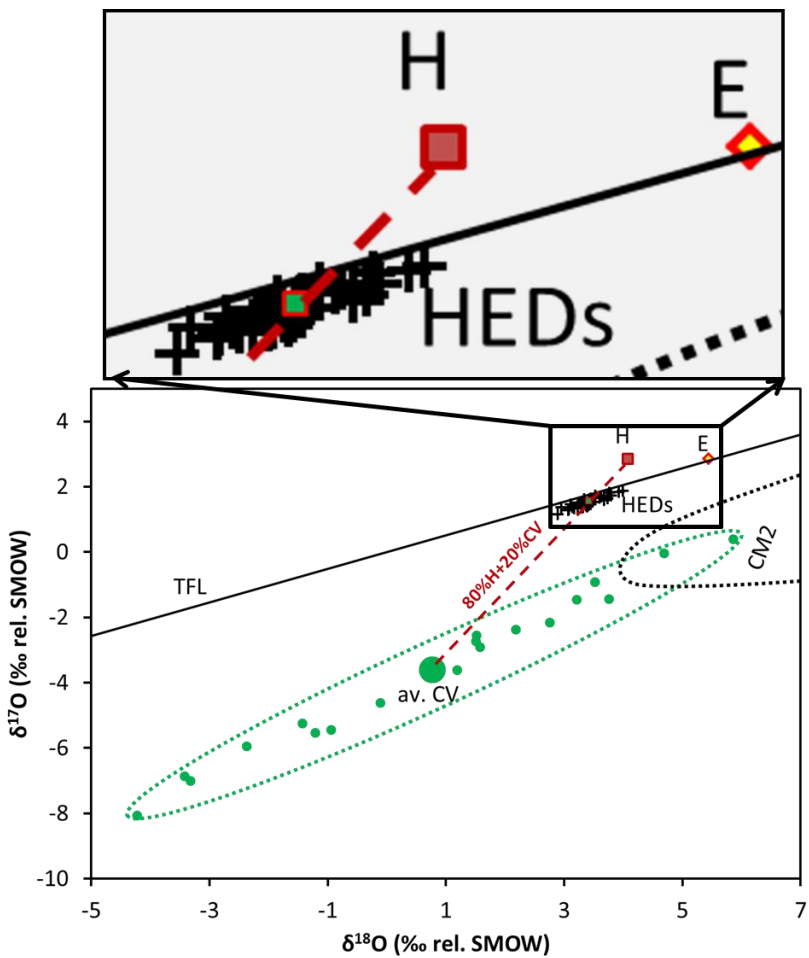 H
E
HEDs
4
2
0
-2
-4
-6
-8
-10
H
E
HEDs
TFL
80%H+20%CV
CM2
av. CV
-5
-3
-1
1
3
5
7
δ17O (‰ rel. SMOW)
δ18O (‰ rel. SMOW)